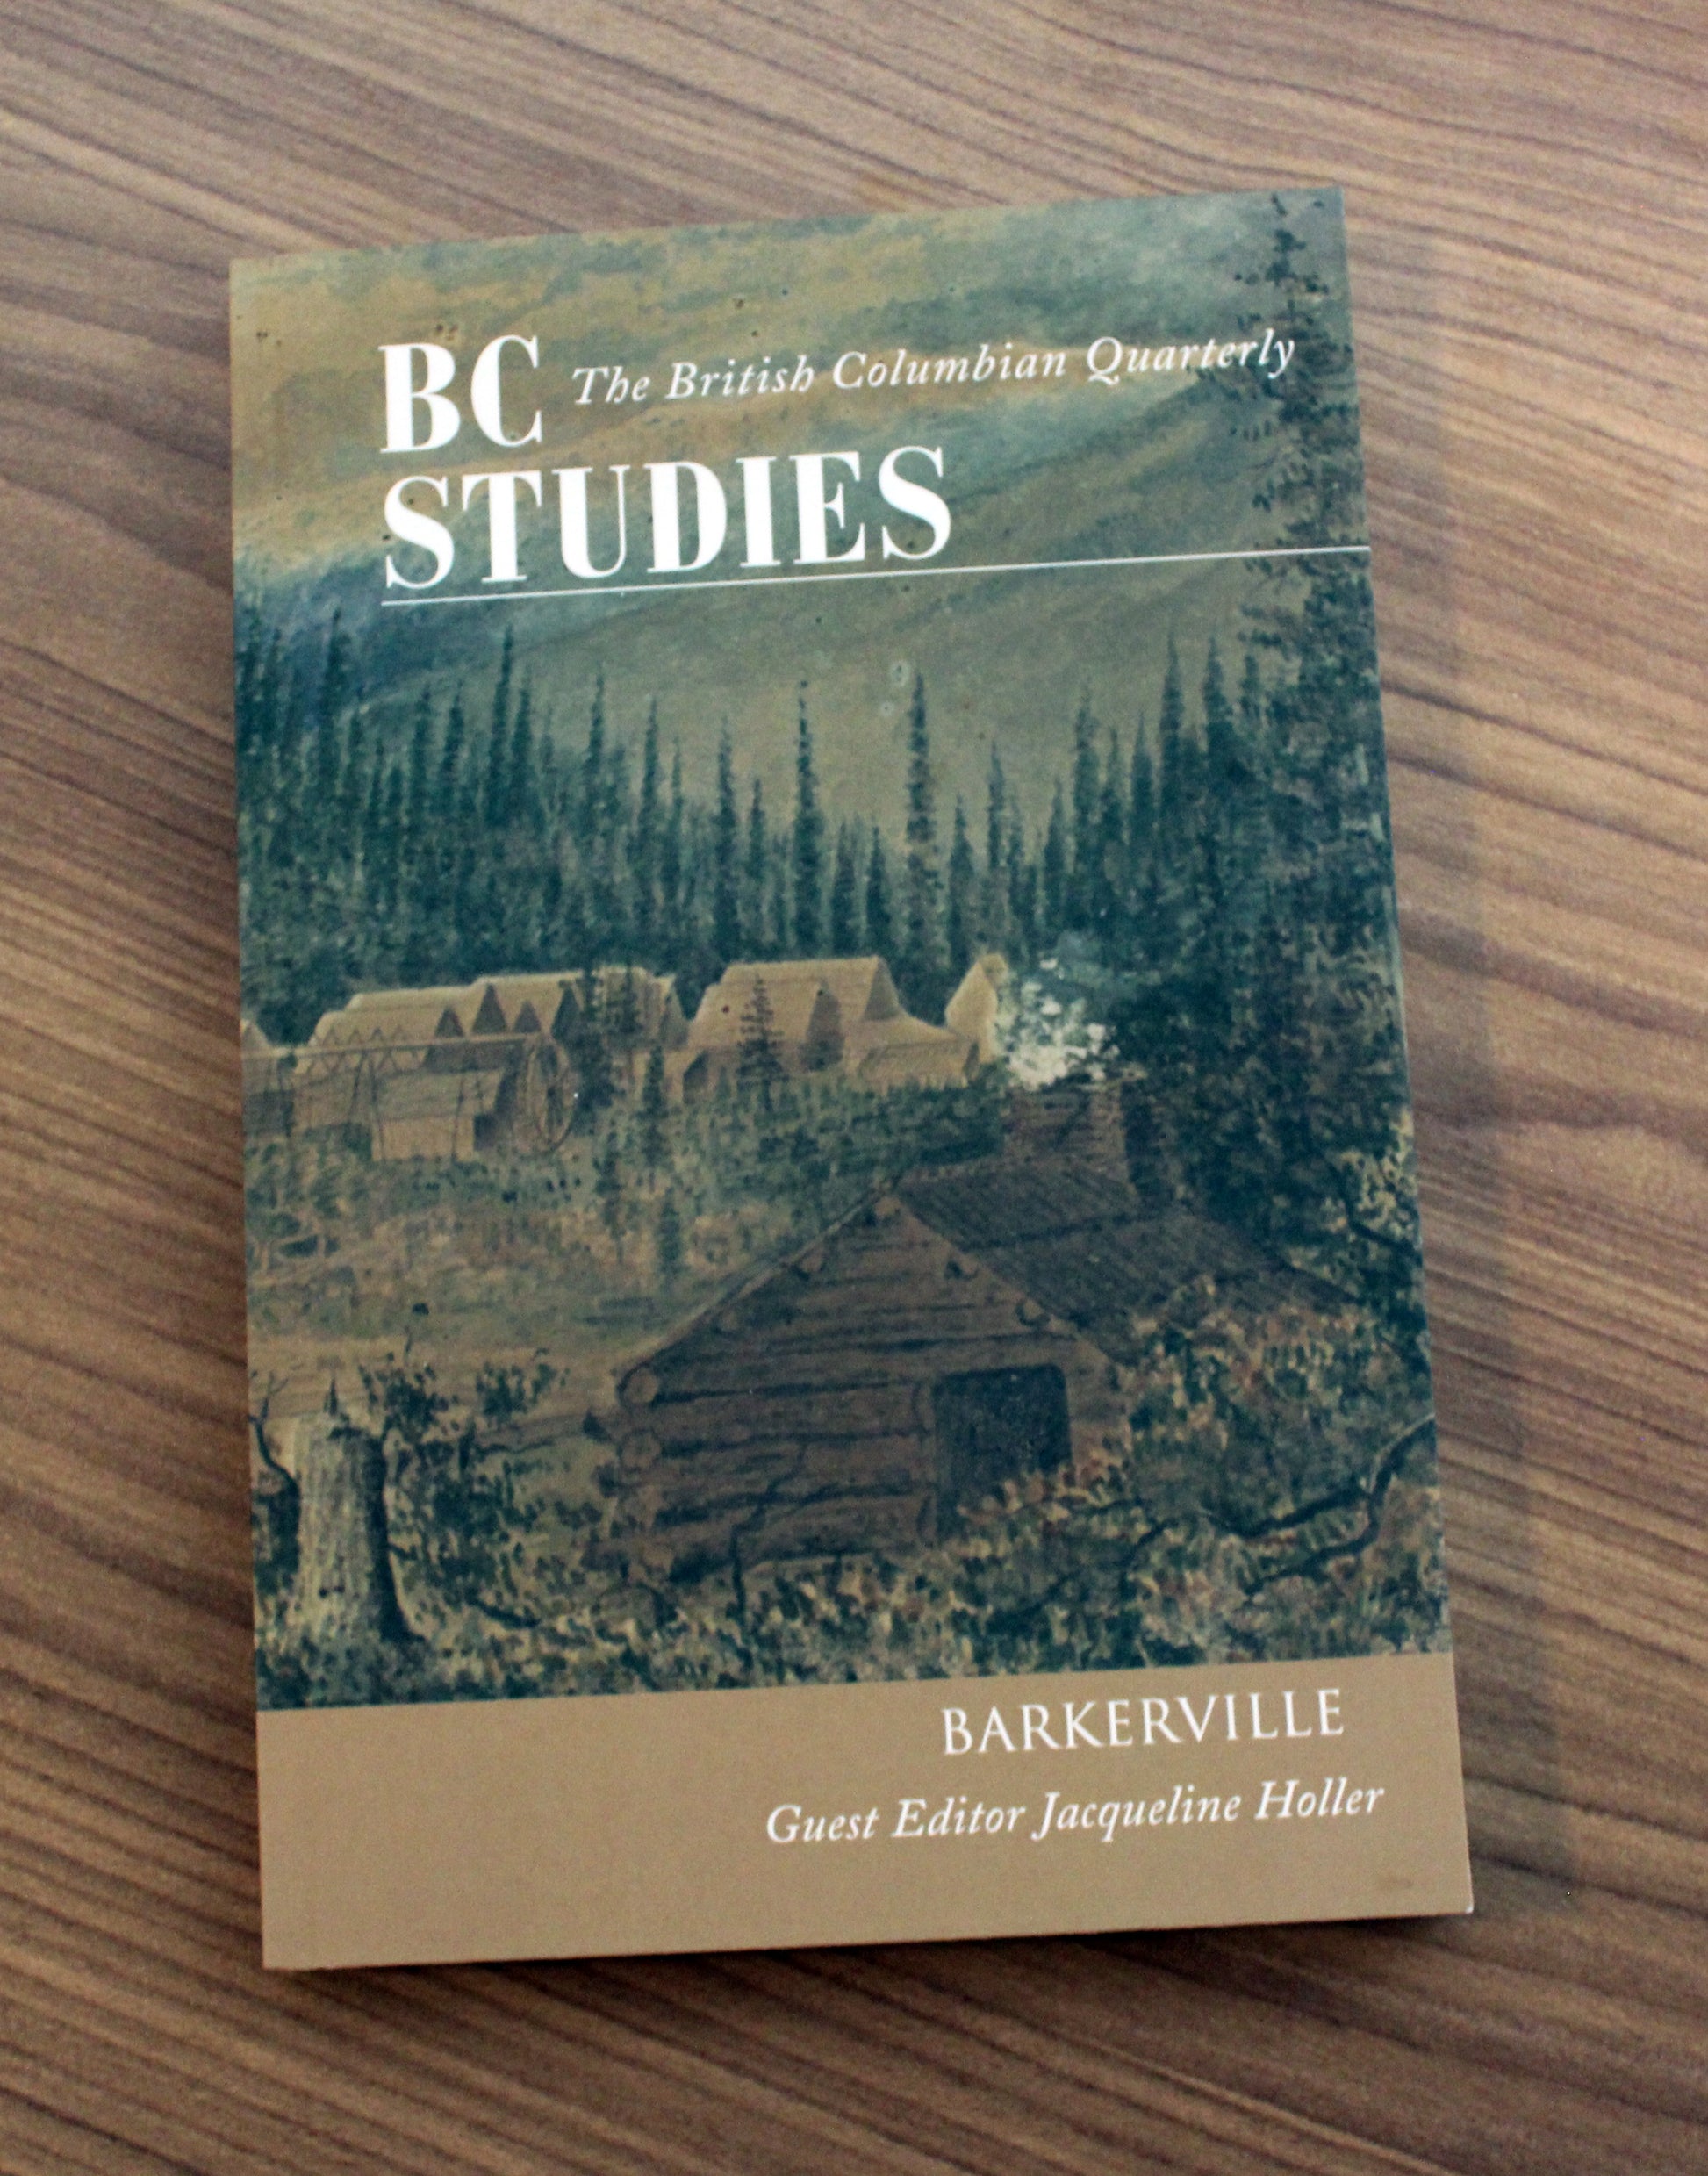 BC The British Columbian Quarterly
STUDIES
BARKERVILLE
Guest Editor Jacqueline Holler